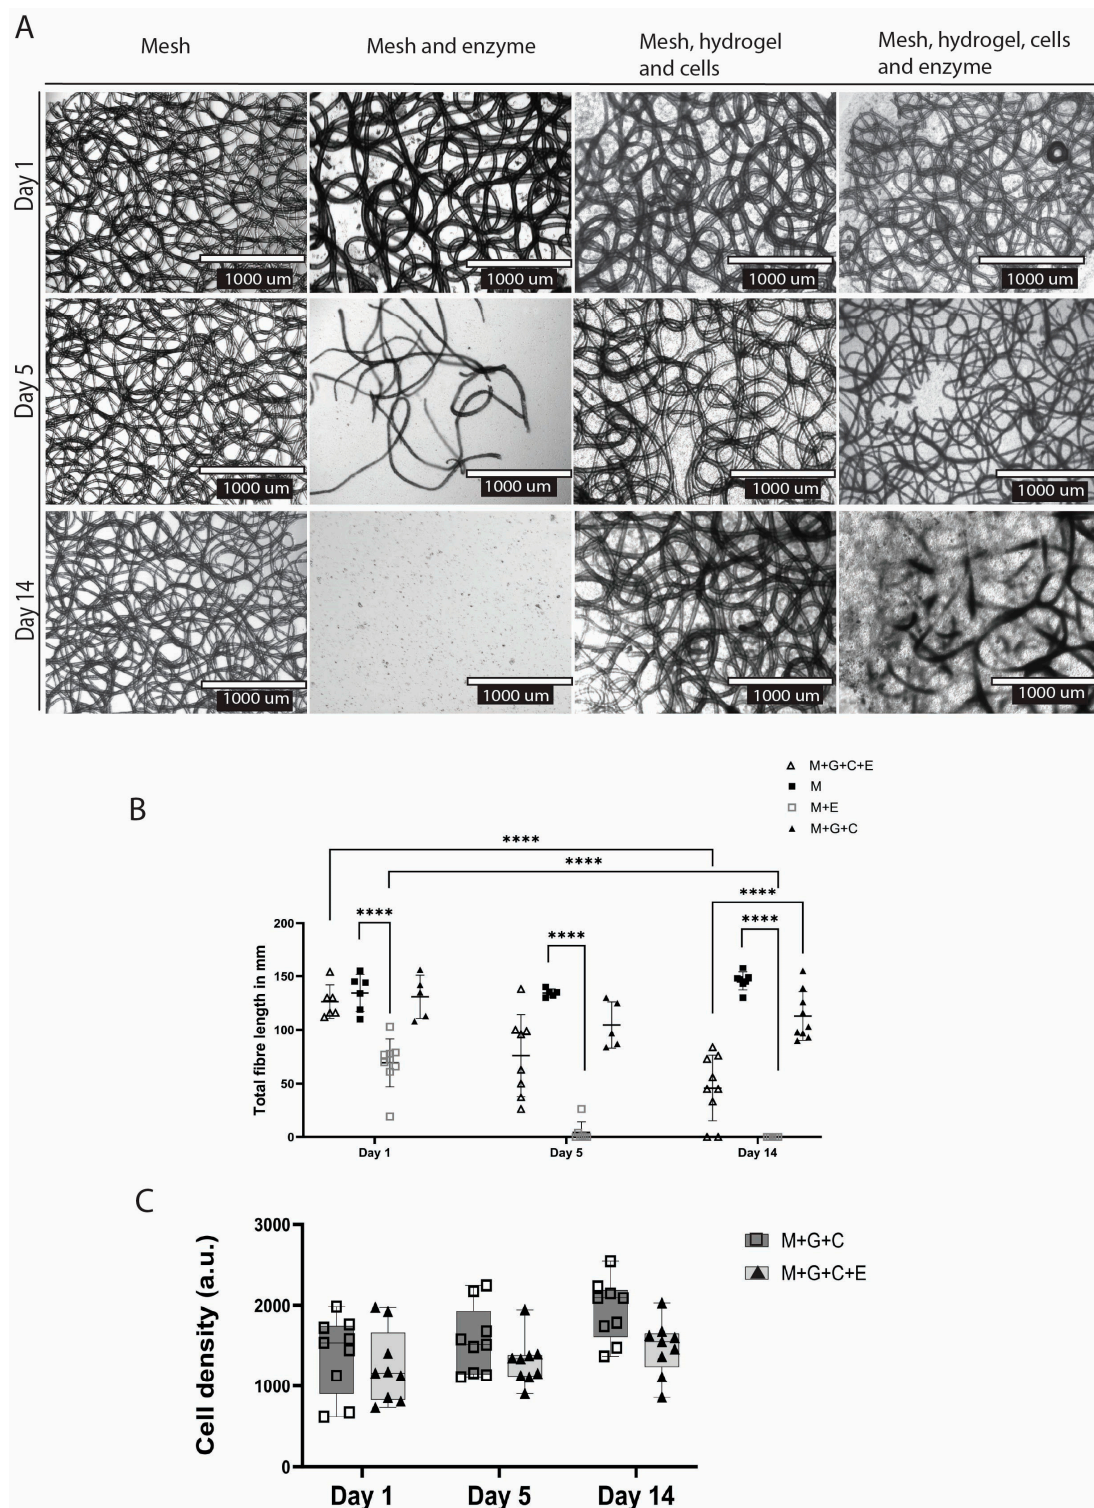 A
Mesh
Mesh and enzyme
Mesh, hydrogel
and cells
Mesh, hydrogel, cells
and enzyme
Day 1
1000 um
1000 um
1000 um
1000 um
Day 5
1000 um
1000 um
1000 um
1000 um
Day 14
1000 um
1000 um
1000 um
1000 um
B
M+G+C+E
M
M+E
M+G+C
****
****
****
****
****
****
Total fibre length in mm
200
150
100
50
0
Day 1
Day 5
Day 14
C
Cell density (a.u.)
3000
2000
1000
0
Day 1
Day 5
Day 14
M+G+C
M+G+C+E